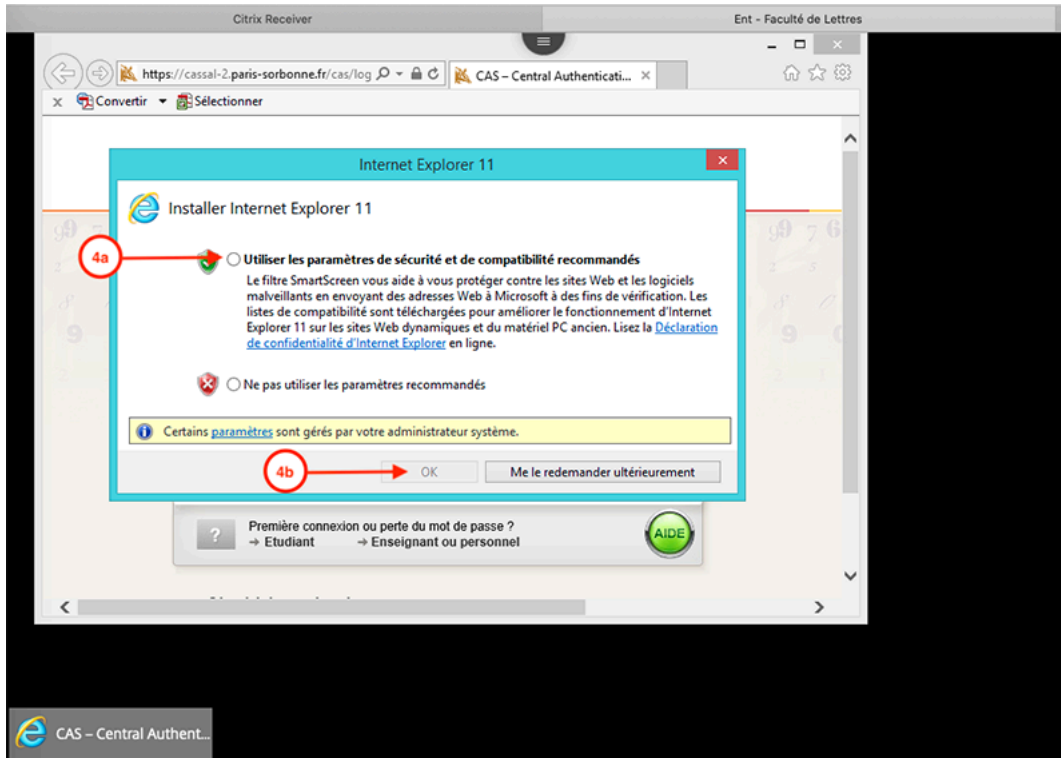 Citrix Receiver
Ent - Faculté de Lettres
https://cassal-2.paris-sorbonne.fr/cas/log
CAS – Central Authenticati...
x Convertir Sélectionner
Internet Explorer 11
Installer Internet Explorer 11
4a
Utiliser les paramètres de sécurité et de compatibilité recommandés
Le filtre SmartScreen vous aide à vous protéger contre les sites Web et les logiciels
malveillants en envoyant des adresses Web à Microsoft à des fins de vérification. Les
listes de compatibilité sont téléchargées pour améliorer le fonctionnement d'Internet
Explorer 11 sur les sites Web dynamiques et du matériel PC ancien. Lisez la Déclaration
de confidentialité d'Internet Explorer en ligne.
Ne pas utiliser les paramètres recommandés
Certains paramètres sont gérés par votre administrateur système.
4b
OK
Me le redemander ultérieurement
? Première connexion ou perte du mot de passe ?
→ Etudiant → Enseignant ou personnel
AIDE
CAS – Central Authent...